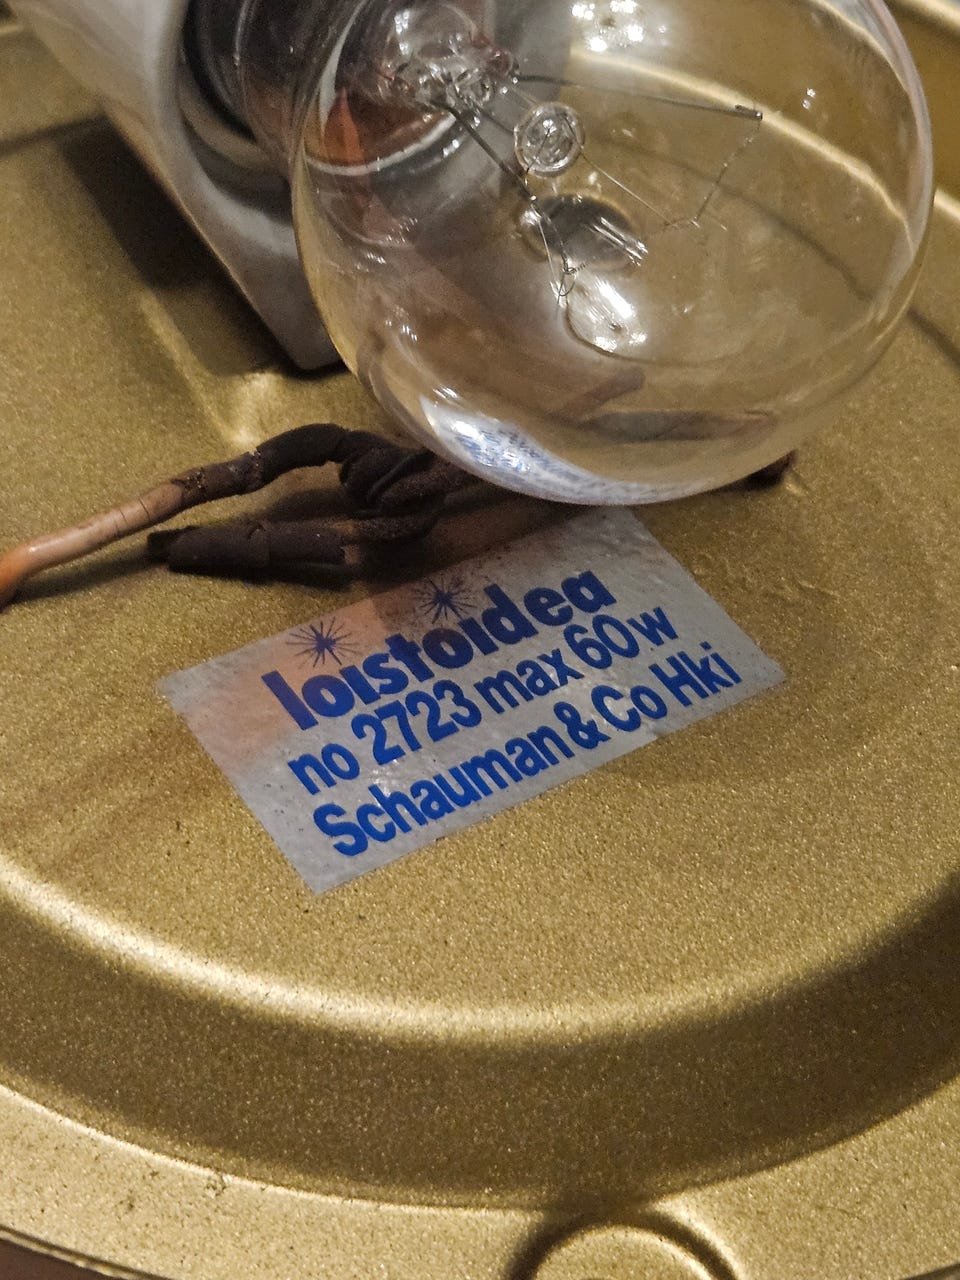 loistoidea
no 2723 max 60w
Schauman & Co Hki